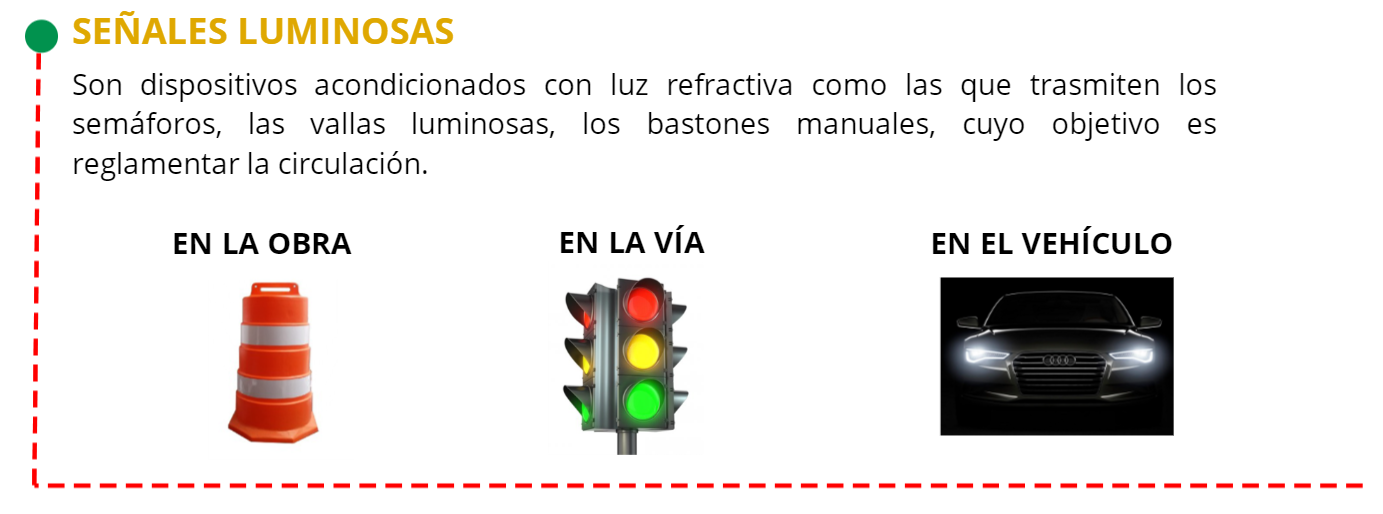 SEÑALES LUMINOSAS
Son dispositivos acondicionados con luz refractiva como las que trasmiten los
semáforos, las vallas luminosas, los bastones manuales, cuyo objetivo es
reglamentar la circulación.
EN LA OBRA
EN LA VÍA
EN EL VEHÍCULO